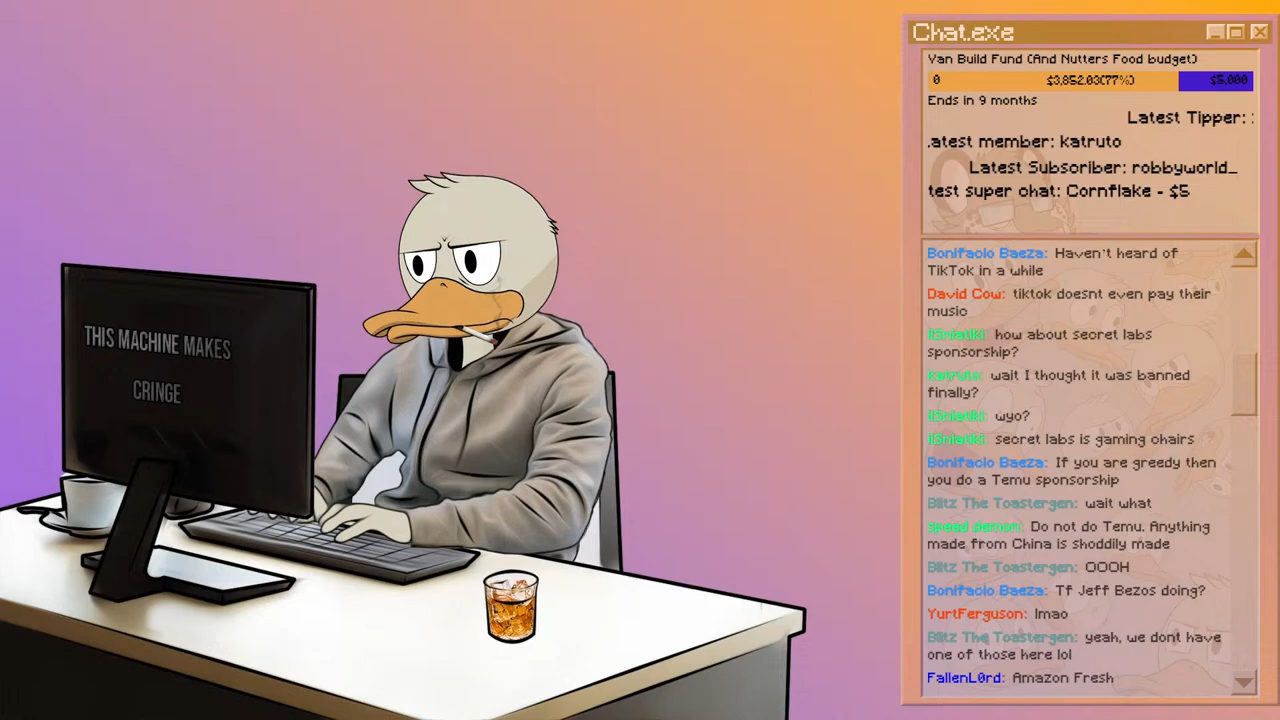 Chat.exe
Van Build Fund (And Nutters Food budget)
0 $3,852.03(77%) $5,000
Ends in 9 months
Latest Tipper:
.atest member: katruto
Latest Subscriber: robbyworld_
test super chat: Cornflake - $5
Bonifacio Baeza: Haven't heard of
TikTok in a while
David Cow: tiktok doesnt even pay their
music
how about secret labs
sponsorship?
katruto: wait I thought it was banned
finally?
wyo?
secret labs is gaming chairs
Bonifacio Baeza: If you are greedy then
you do a Temu sponsorship
Blitz The Toastergen: wait what
speed demon: Do not do Temu. Anything
made from China is shoddily made
Blitz The Toastergen: OOOH
Bonifacio Baeza: Tf Jeff Bezos doing?
YurtFerguson: lmao
Blitz The Toastergen: yeah, we dont have
one of those here lol
FallenL0rd: Amazon Fresh
THIS MACHINE MAKES
CRINGE